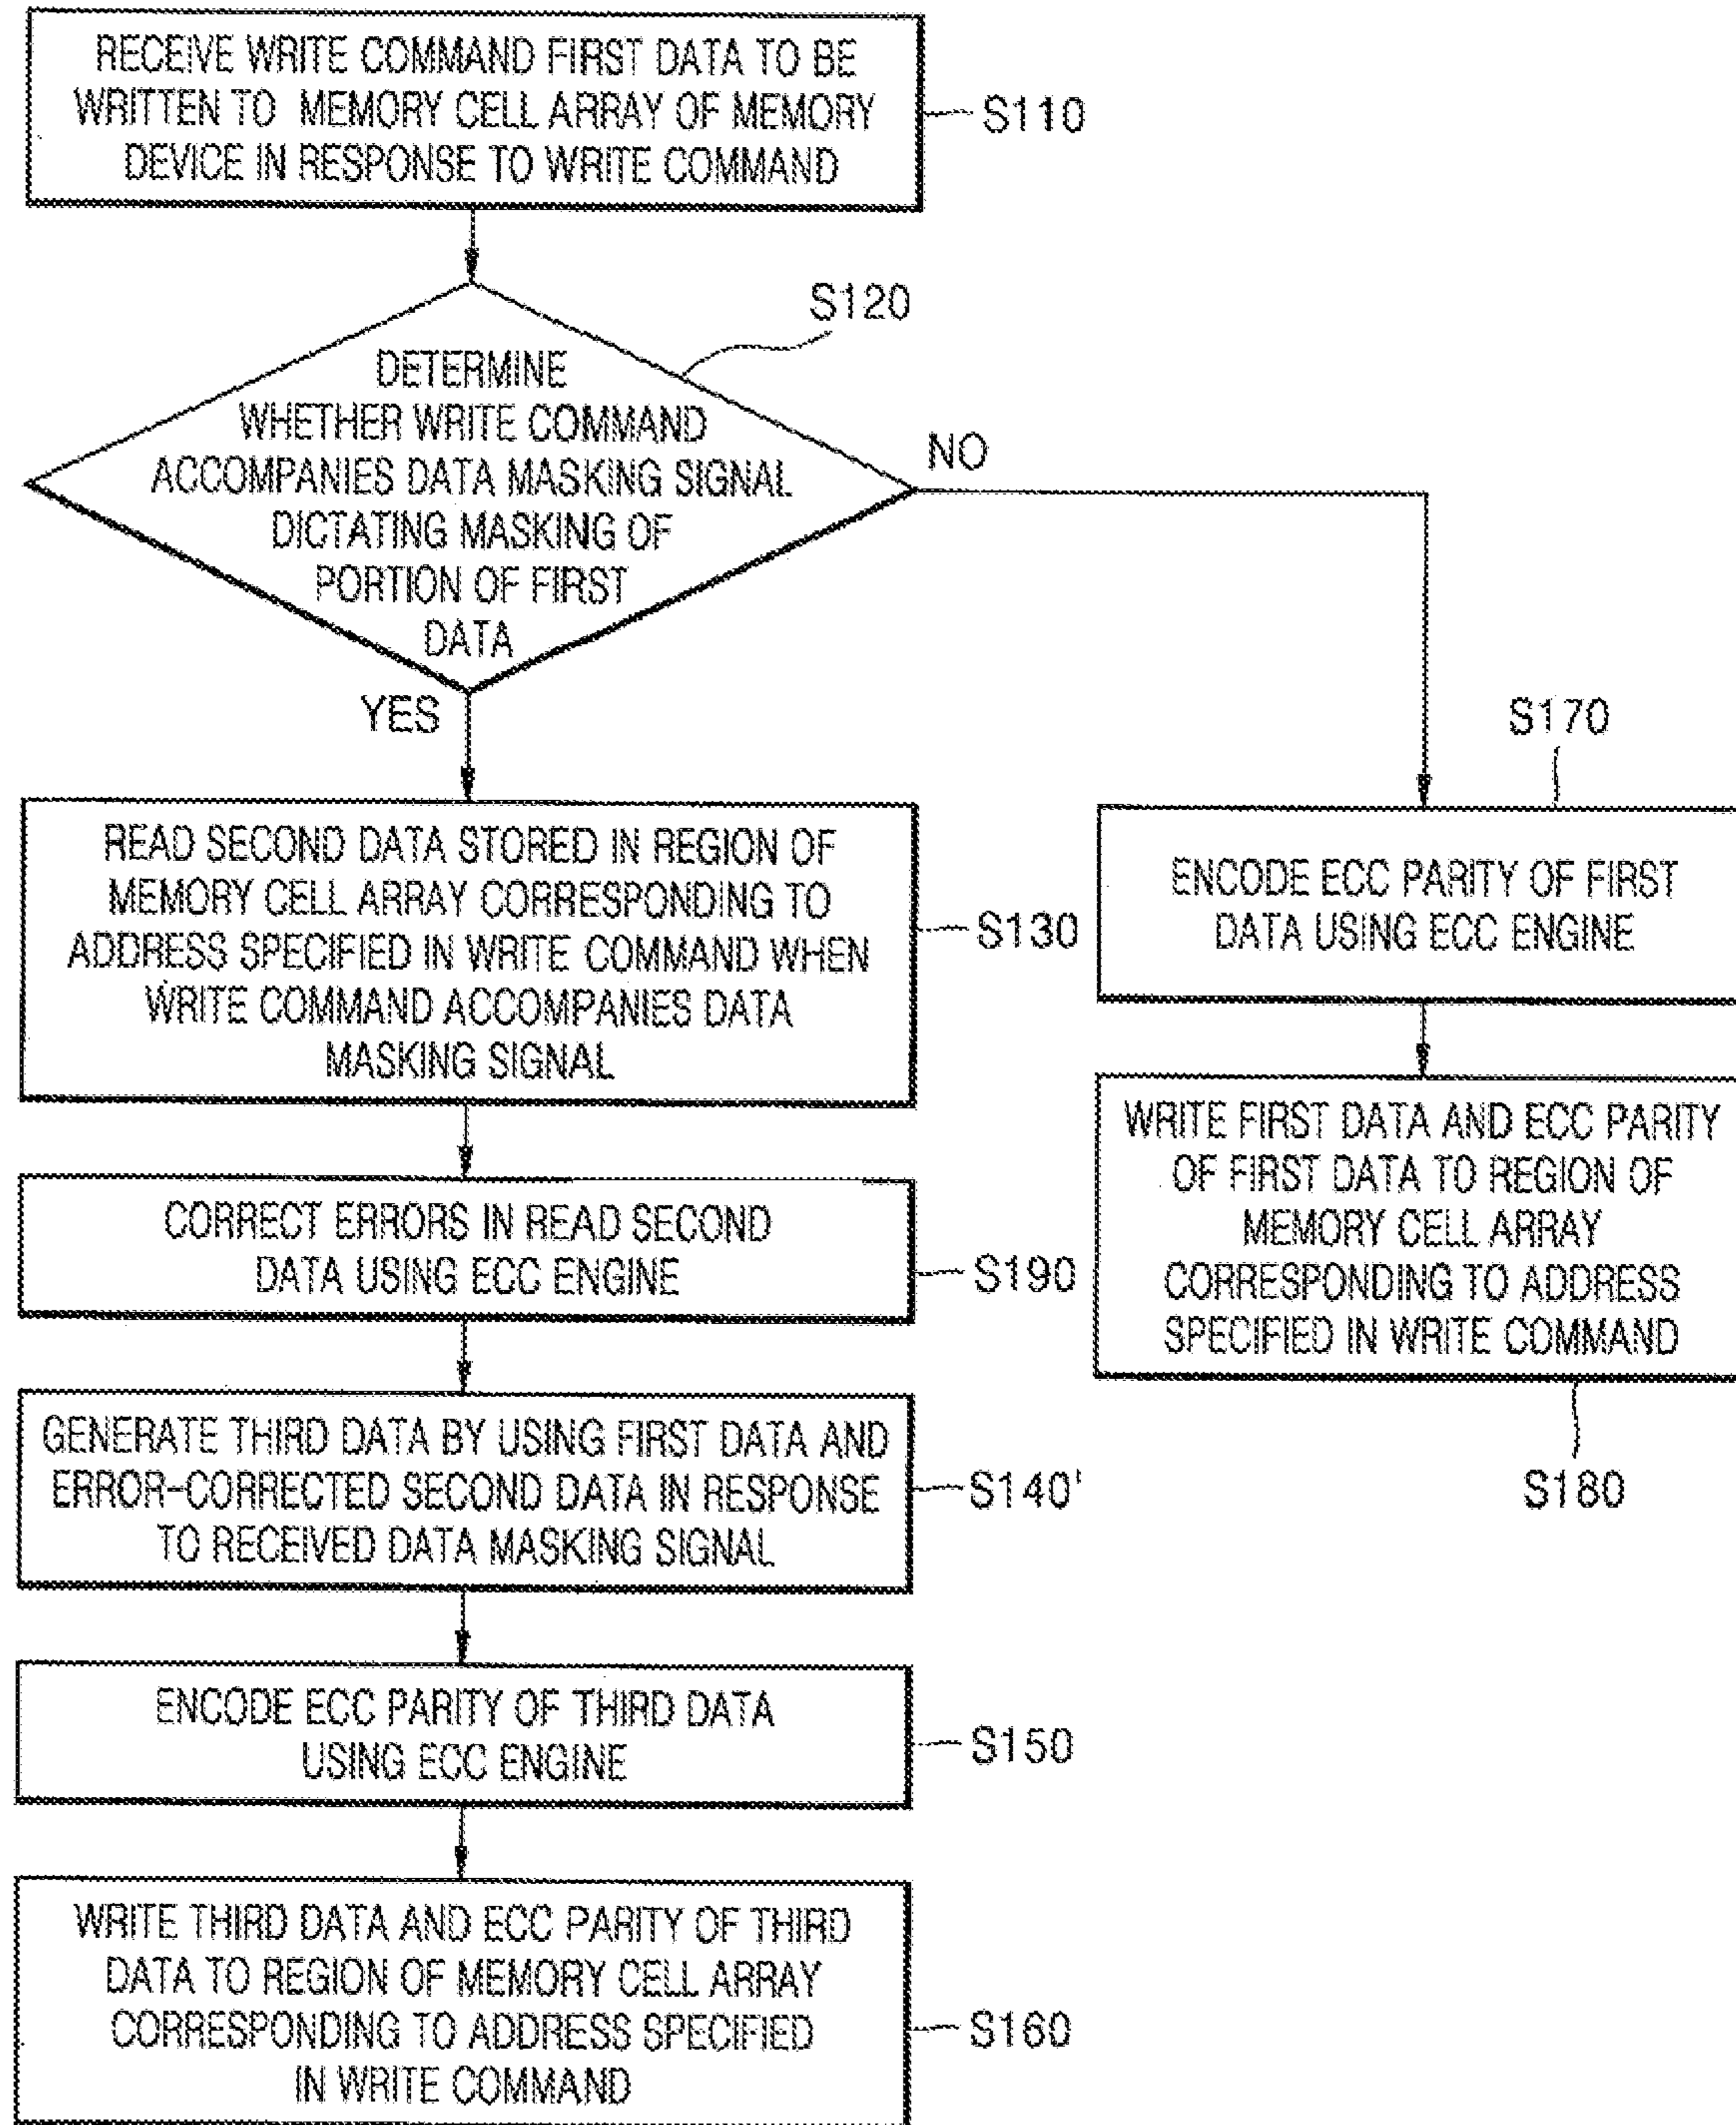 RECEIVE WRITE COMMAND FIRST DATA TO BE
WRITTEN TO MEMORY CELL ARRAY OF MEMORY
DEVICE IN RESPONSE TO WRITE COMMAND
S110
S120
DETERMINE
WHETHER WRITE COMMAND
ACCOMPANIES DATA MASKING SIGNAL
DICTATING MASKING OF
PORTION OF FIRST
DATA
NO
YES
READ SECOND DATA STORED IN REGION OF
MEMORY CELL ARRAY CORRESPONDING TO
ADDRESS SPECIFIED IN WRITE COMMAND WHEN
WRITE COMMAND ACCOMPANIES DATA
MASKING SIGNAL
S130
CORRECT ERRORS IN READ SECOND
DATA USING ECC ENGINE
S190
GENERATE THIRD DATA BY USING FIRST DATA AND
ERROR-CORRECTED SECOND DATA IN RESPONSE
TO RECEIVED DATA MASKING SIGNAL
S140'
ENCODE ECC PARITY OF THIRD DATA
USING ECC ENGINE
S150
WRITE THIRD DATA AND ECC PARITY OF THIRD
DATA TO REGION OF MEMORY CELL ARRAY
CORRESPONDING TO ADDRESS SPECIFIED
IN WRITE COMMAND
S160
S170
ENCODE ECC PARITY OF FIRST
DATA USING ECC ENGINE
WRITE FIRST DATA AND ECC PARITY
OF FIRST DATA TO REGION OF
MEMORY CELL ARRAY
CORRESPONDING TO ADDRESS
SPECIFIED IN WRITE COMMAND
S180